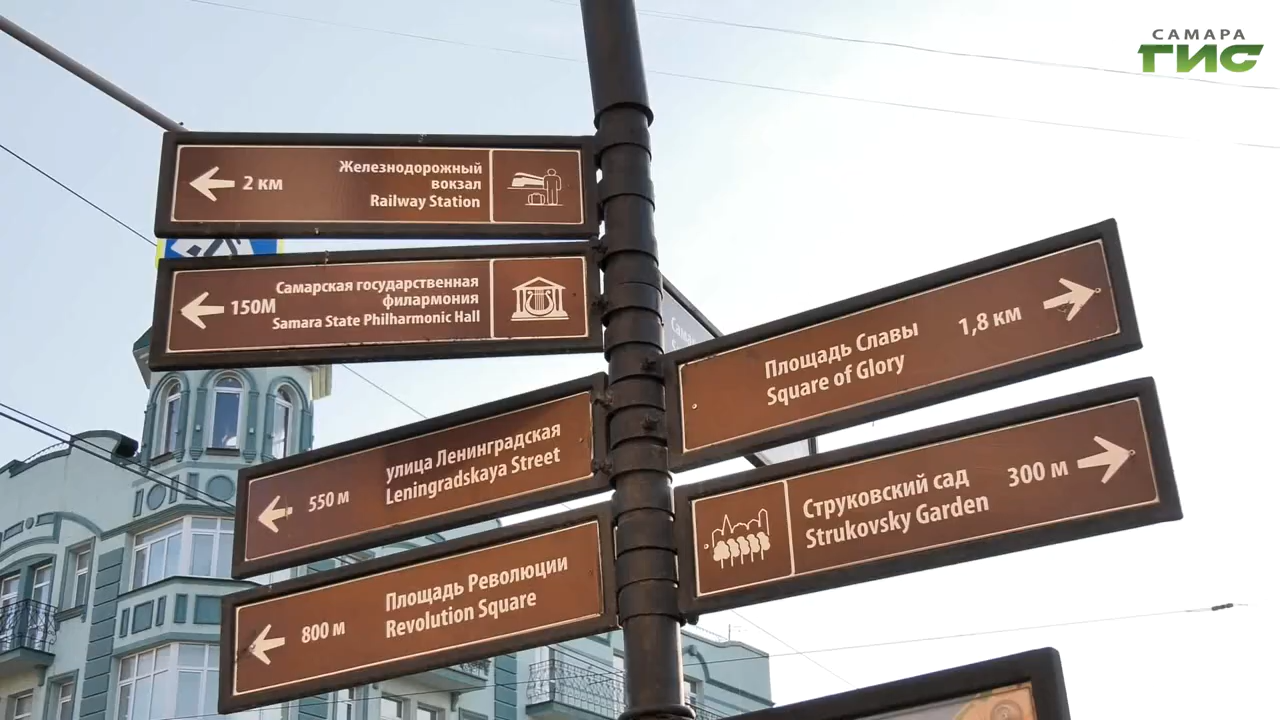 САМАРА
ГИС
2 км
Железнодорожный
вокзал
Railway Station
150М
Самарская государственная
филармония
Samara State Philharmonic Hall
Площадь Славы
Square of Glory
1,8 км
550 м
улица Ленинградская
Leningradskaya Street
Струковский сад
Strukovsky Garden
300 м
800 м
Площадь Революции
Revolution Square